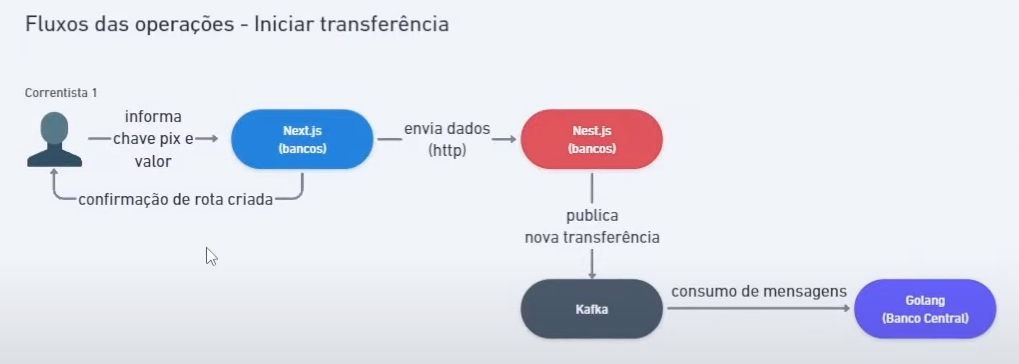 Fluxos das operações - Iniciar transferência
Correntista 1
informa
chave pix e
valor
Next.js
(bancos)
envia dados
(http)
Nest.js
(bancos)
confirmação de rota criada
publica
nova transferência
Kafka
consumo de mensagens
Golang
(Banco Central)